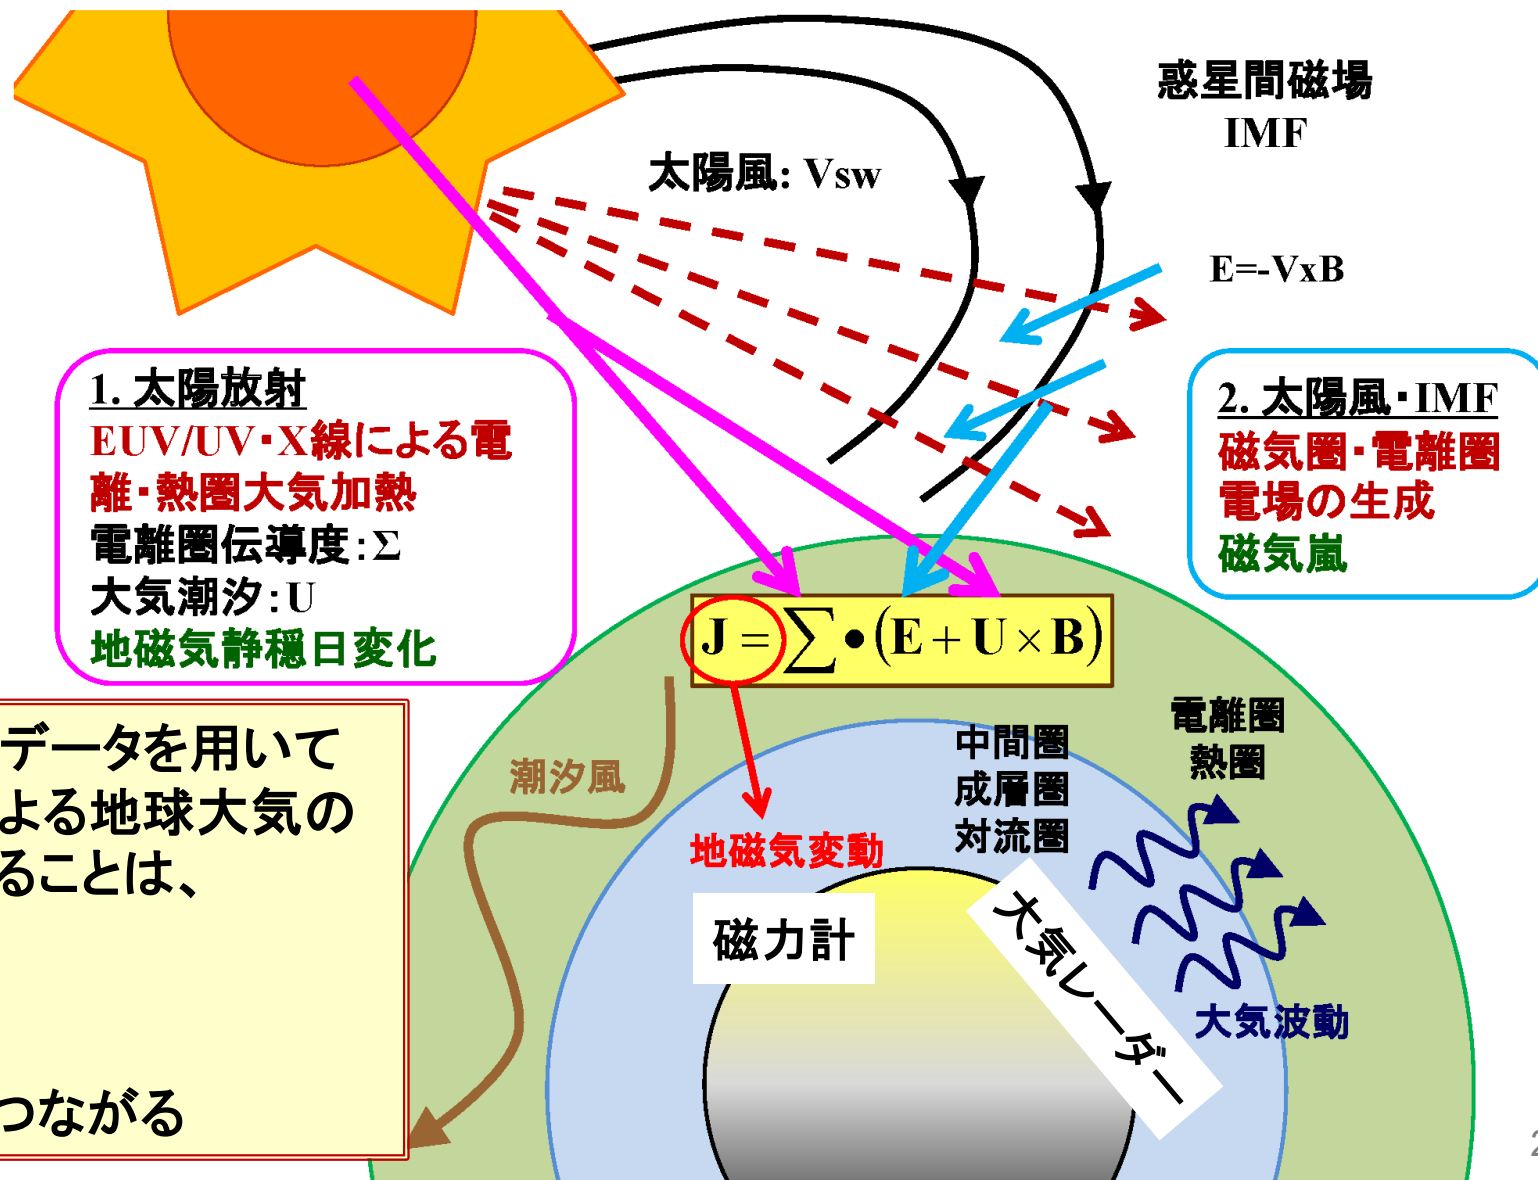 惑星間磁場
IMF
太陽風: Vsw
E=-VxB
1. 太陽放射
EUV/UV・X線による電
離・熱圏大気加熱
電離圏伝導度:Σ
大気潮汐:U
地磁気静穏日変化
2. 太陽風・IMF
磁気圏・電離圏
電場の生成
磁気嵐
J = ∑ • (E + U × B)
データを用いて
よる地球大気の
ることは、
つながる
潮汐風
地磁気変動
中間圏
成層圏
対流圏
電離圏
熱圏
磁力計
大気レーダー
大気波動
2